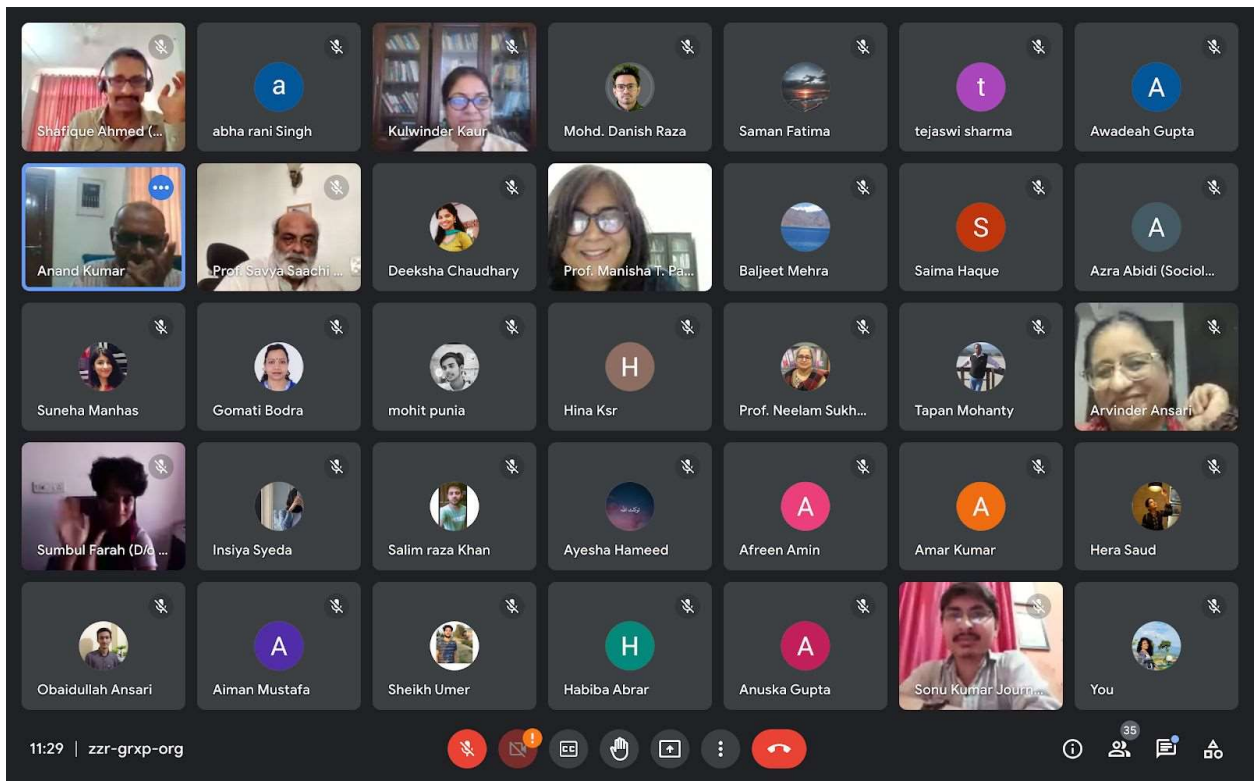 Shafique Ahmed (...
a
abha rani Singh
Kulwinder Kaur
Mohd. Danish Raza
Saman Fatima
t
tejaswi sharma
A
Awadeah Gupta
Anand Kumar
Prof. Savya Saachi ...
Deeksha Chaudhary
Prof. Manisha T. Pa...
Baljeet Mehra
S
Saima Haque
A
Azra Abidi (Sociol...
Suneha Manhas
Gomati Bodra
mohit punia
H
Hina Ksr
Prof. Neelam Sukh...
Tapan Mohanty
Arvinder Ansari
Sumbul Farah (D/o ...
Insiya Syeda
Salim raza Khan
Ayesha Hameed
A
Afreen Amin
A
Amar Kumar
Hera Saud
Obaidullah Ansari
A
Aiman Mustafa
Sheikh Umer
H
Habiba Abrar
A
Anuska Gupta
Sonu Kumar Journ...
You
11:29 | zzr-grxp-org
!
CC
35